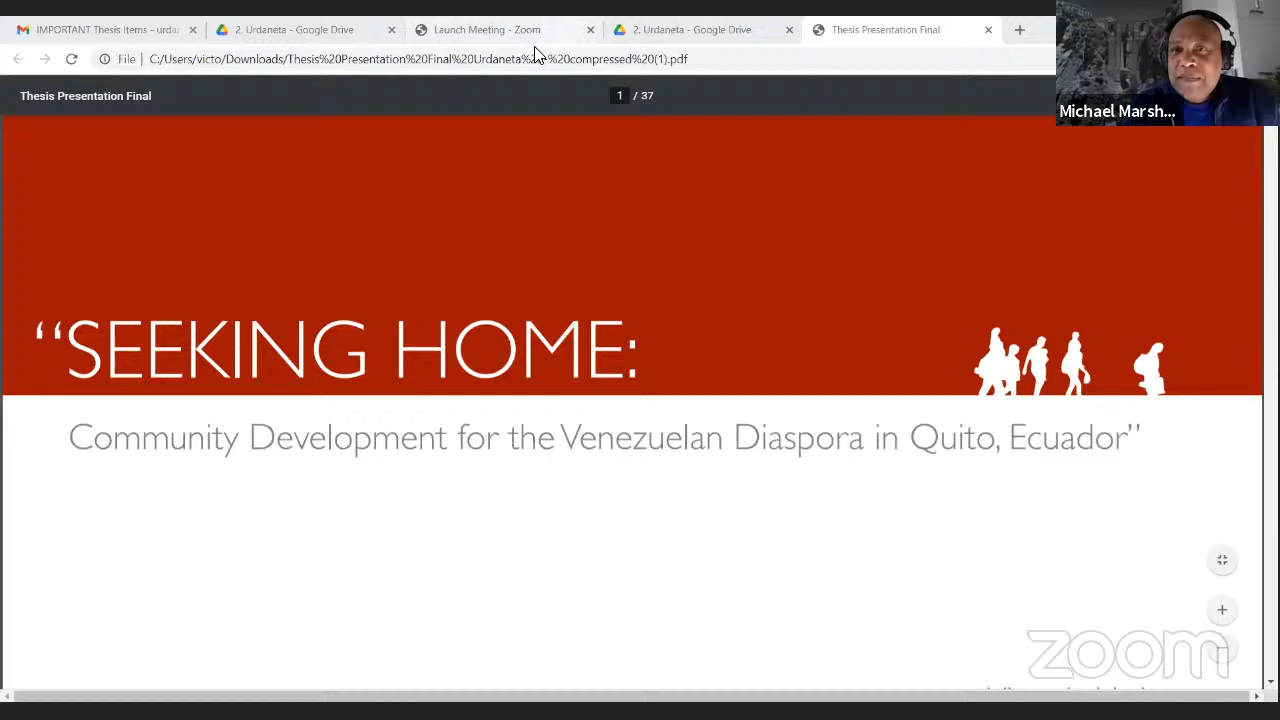 IMPORTANT Thesis Items - urda
2. Urdaneta - Google Drive
Launch Meeting - Zoom
2. Urdaneta - Google Drive
Thesis Presentation Final
File | C:/Users/victo/Downloads/Thesis%20Presentation%20Final%20Urdaneta%20 %20compressed%20(1).pdf
Thesis Presentation Final
1 / 37
Michael Marsh...
“SEEKING HOME:
Community Development for the Venezuelan Diaspora in Quito, Ecuador”
zoom